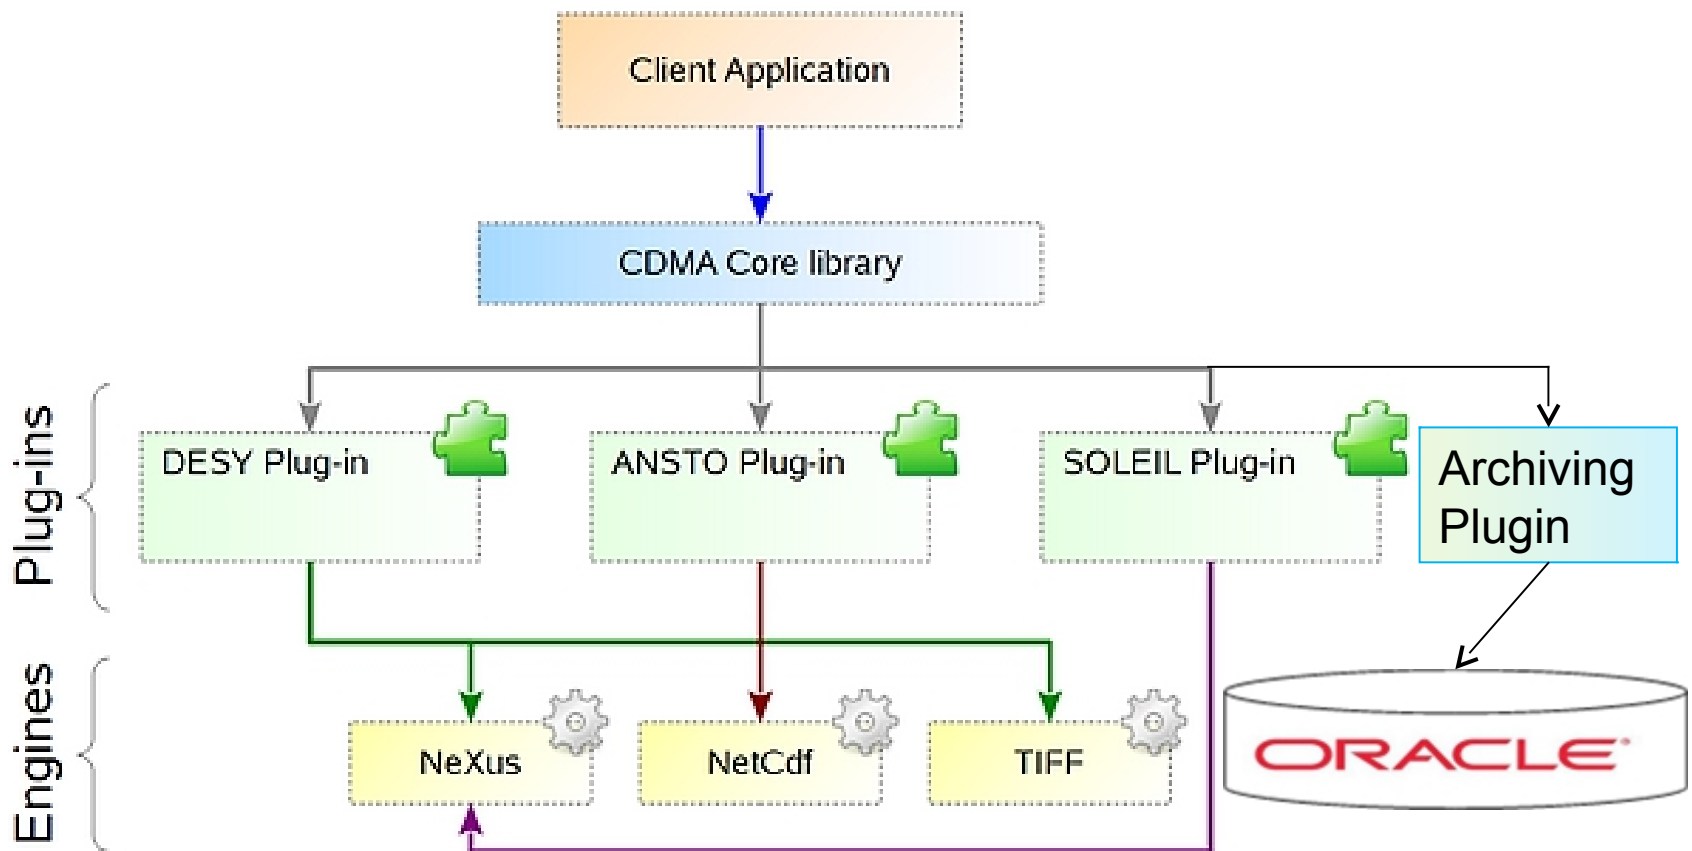 Client Application
CDMA Core library
Plug-ins
DESY Plug-in
ANSTO Plug-in
SOLEIL Plug-in
Archiving
Plugin
Engines
NeXus
NetCdf
TIFF
ORACLE